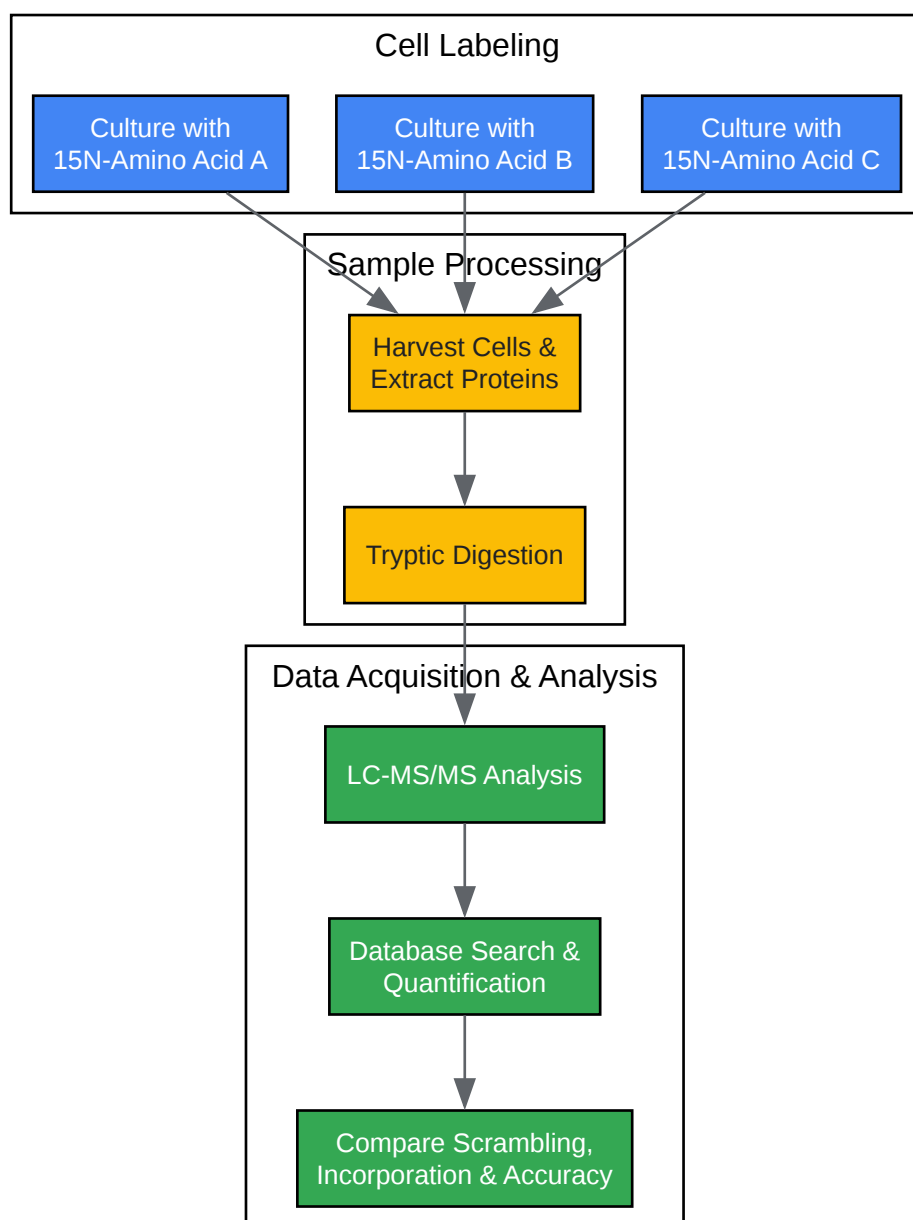 Cell Labeling
Culture with
15N-Amino Acid A
Culture with
15N-Amino Acid B
Culture with
15N-Amino Acid C
Sample Processing
Harvest Cells &
Extract Proteins
Tryptic Digestion
Data Acquisition & Analysis
LC-MS/MS Analysis
Database Search &
Quantification
Compare Scrambling,
Incorporation & Accuracy